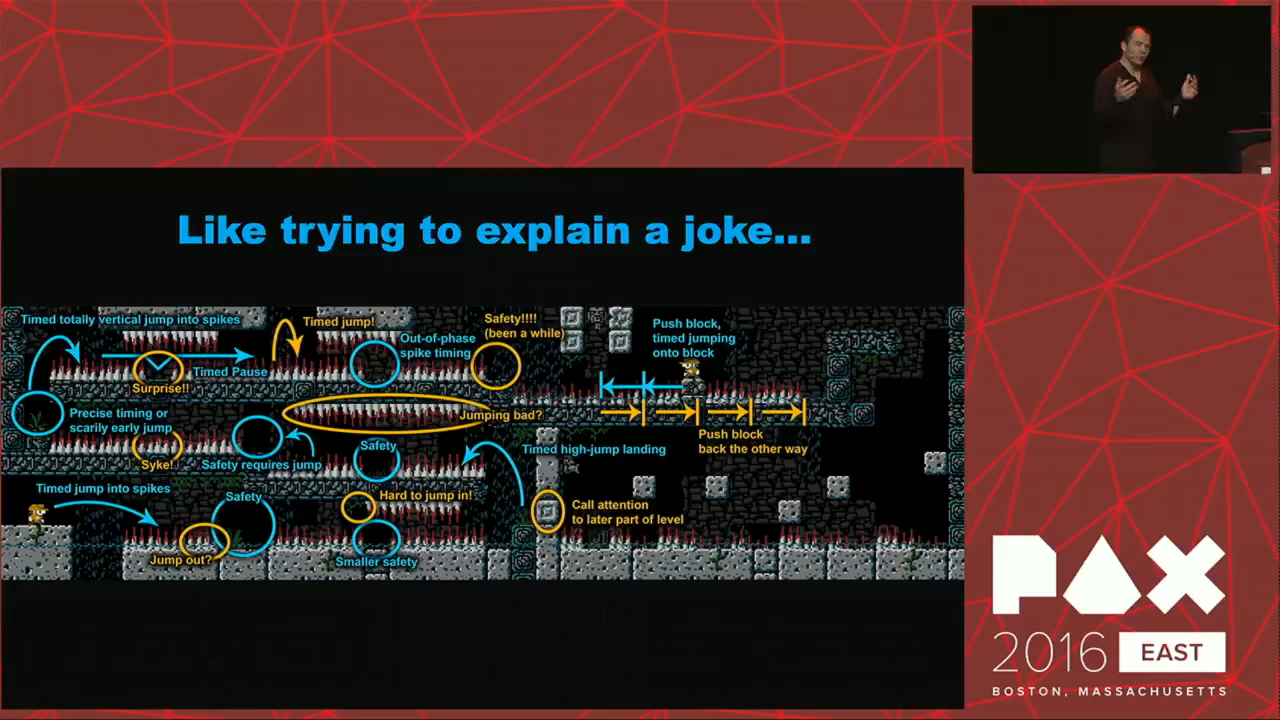 Like trying to explain a joke...
Timed totally vertical jump into spikes
Timed jump!
Safety!!!!
(been a while)
Out-of-phase
spike timing
Push block,
timed jumping
onto block
Timed Pause
Surprise!!
Precise timing or
scarily early jump
Jumping bad?
Push block
back the other way
Syke!
Safety requires jump
Safety
Timed high-jump landing
Timed jump into spikes
Safety
Hard to jump in!
Call attention
to later part of level
Jump out?
Smaller safety
PAX
2016 EAST
BOSTON, MASSACHUSETTS